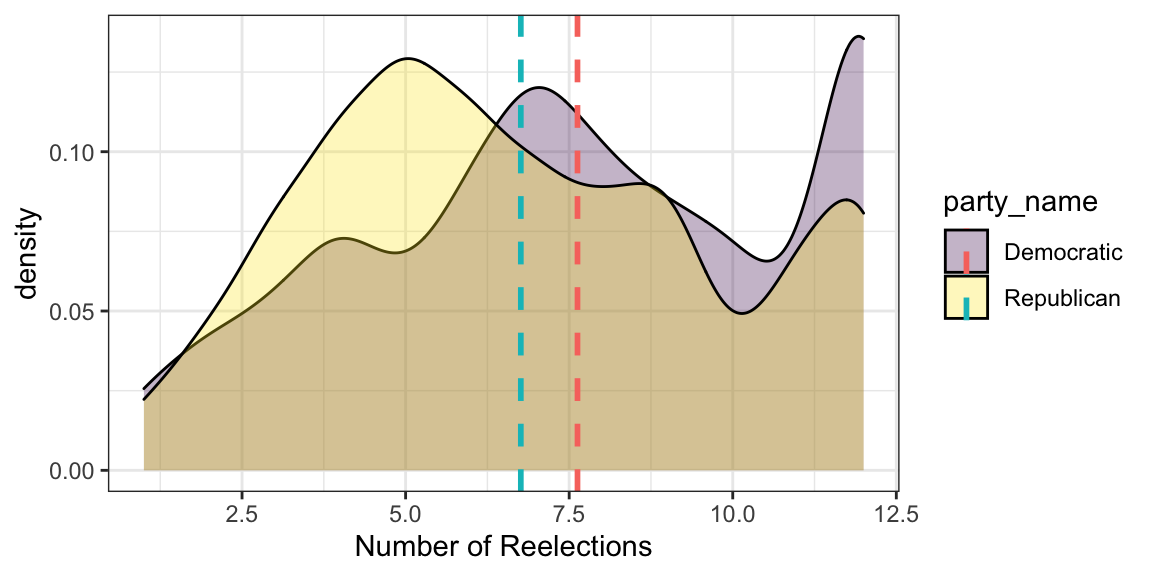 density
0.10
0.05
0.00
2.5
5.0
7.5
10.0
12.5
Number of Reelections
party_name
Democratic
Republican